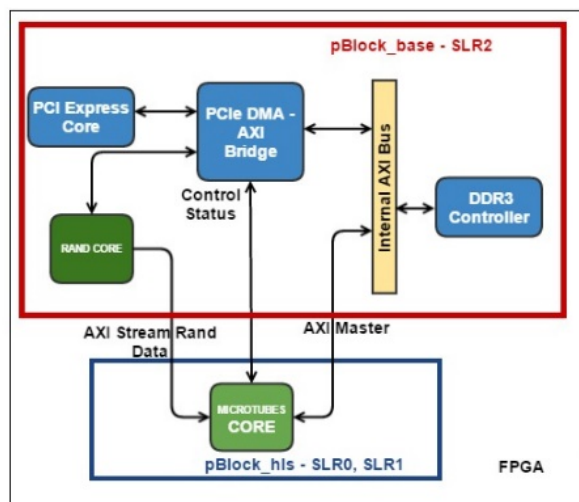 pBlock_base - SLR2
PCI Express
Core
PCIe DMA -
AXI
Bridge
Internal AXI Bus
DDR3
Controller
Control
Status
RAND CORE
AXI Stream Rand
Data
AXI Master
MICROTUBES
CORE
pBlock_hls - SLR0, SLR1
FPGA